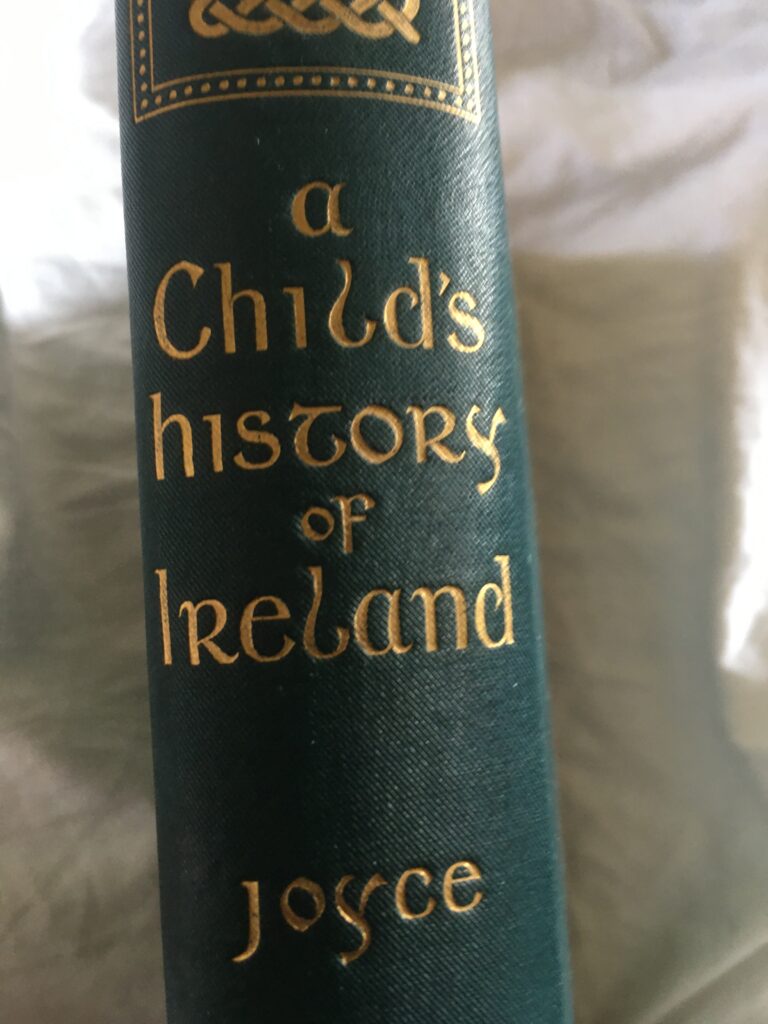 a
Child's
history
of
Ireland
Joyce